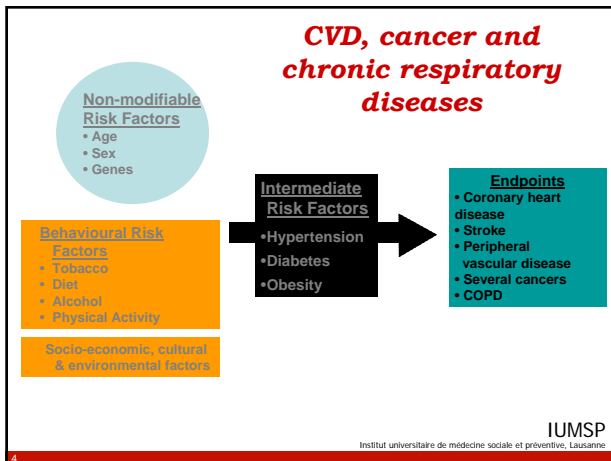 CVD, cancer and
chronic respiratory
diseases
Non-modifiable
Risk Factors
• Age
• Sex
• Genes
Behavioural Risk
Factors
• Tobacco
• Diet
• Alcohol
• Physical Activity
Socio-economic, cultural
& environmental factors
Intermediate
Risk Factors
•Hypertension
•Diabetes
•Obesity
Endpoints
• Coronary heart
disease
• Stroke
• Peripheral
vascular disease
• Several cancers
• COPD
IUMSP
Institut universitaire de médecine sociale et préventive, Lausanne
4